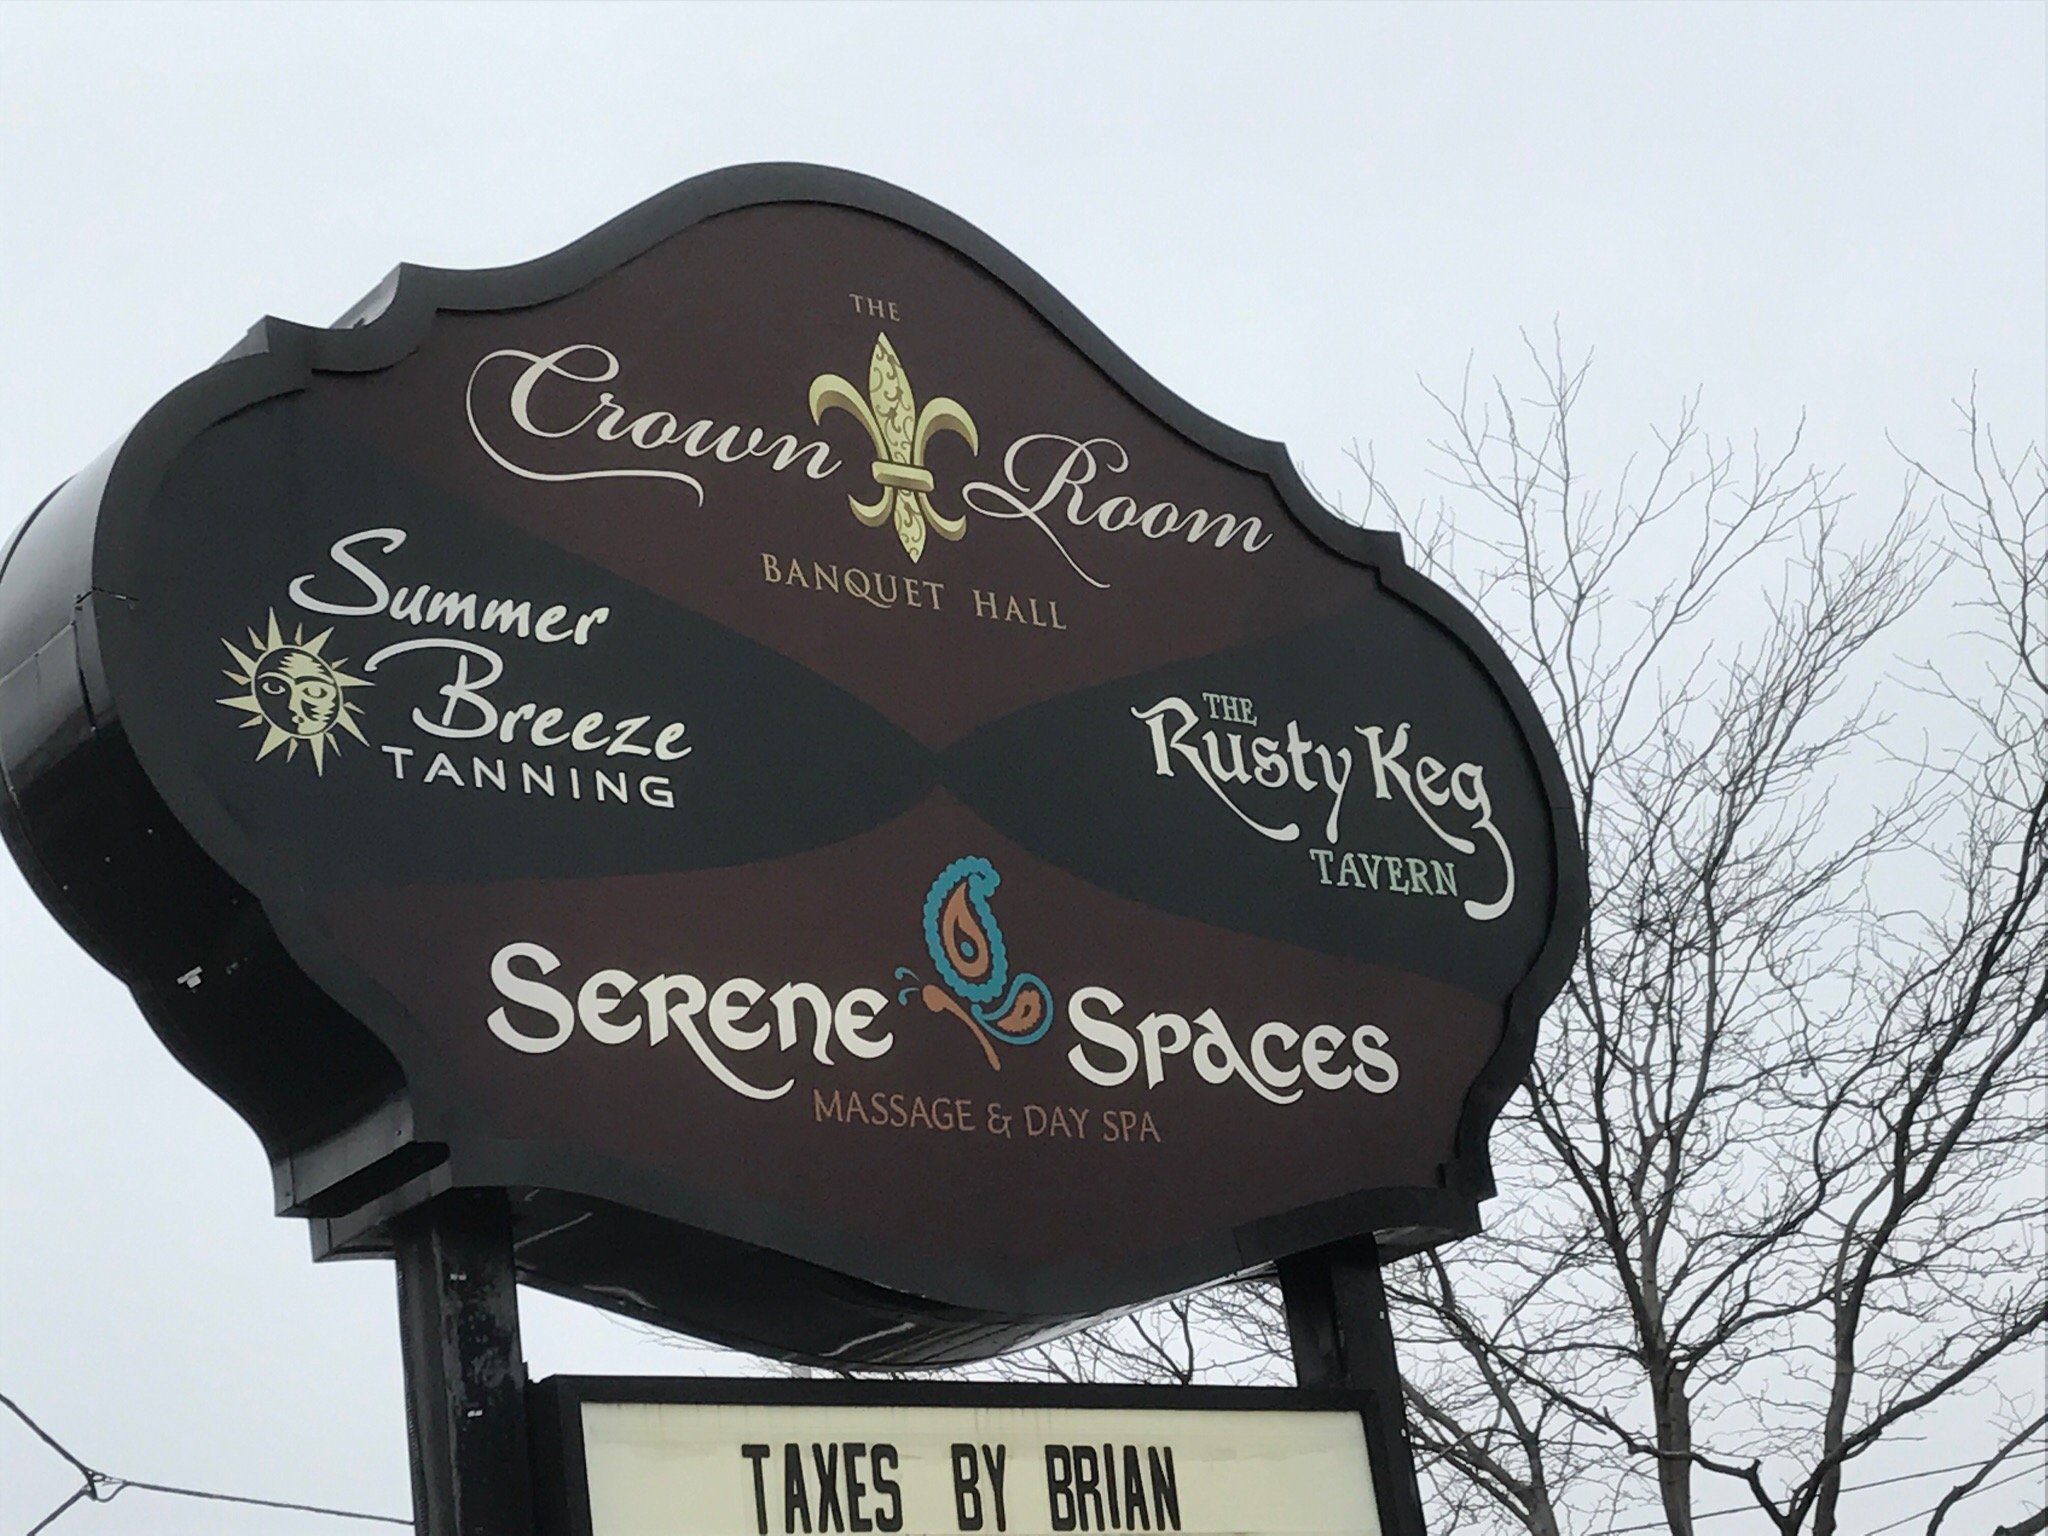 THE
Crown Room
BANQUET HALL
Summer
Breeze
TANNING
THE
Rusty Keg
TAVERN
SERENE SPACES
MASSAGE & DAY SPA
TAXES BY BRIAN